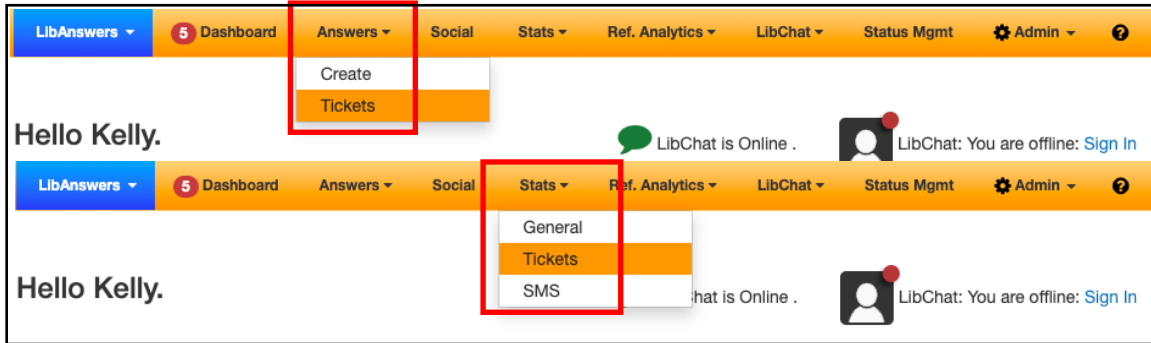 LibAnswers 5 Dashboard Answers Social Stats Ref. Analytics LibChat Status Mgmt Admin ?
Create
Tickets
Hello Kelly.
LibChat is Online .
LibChat: You are offline: Sign In
LibAnswers 5 Dashboard Answers Social Stats Ref. Analytics LibChat Status Mgmt Admin ?
General
Tickets
SMS
Hello Kelly.
hat is Online .
LibChat: You are offline: Sign In